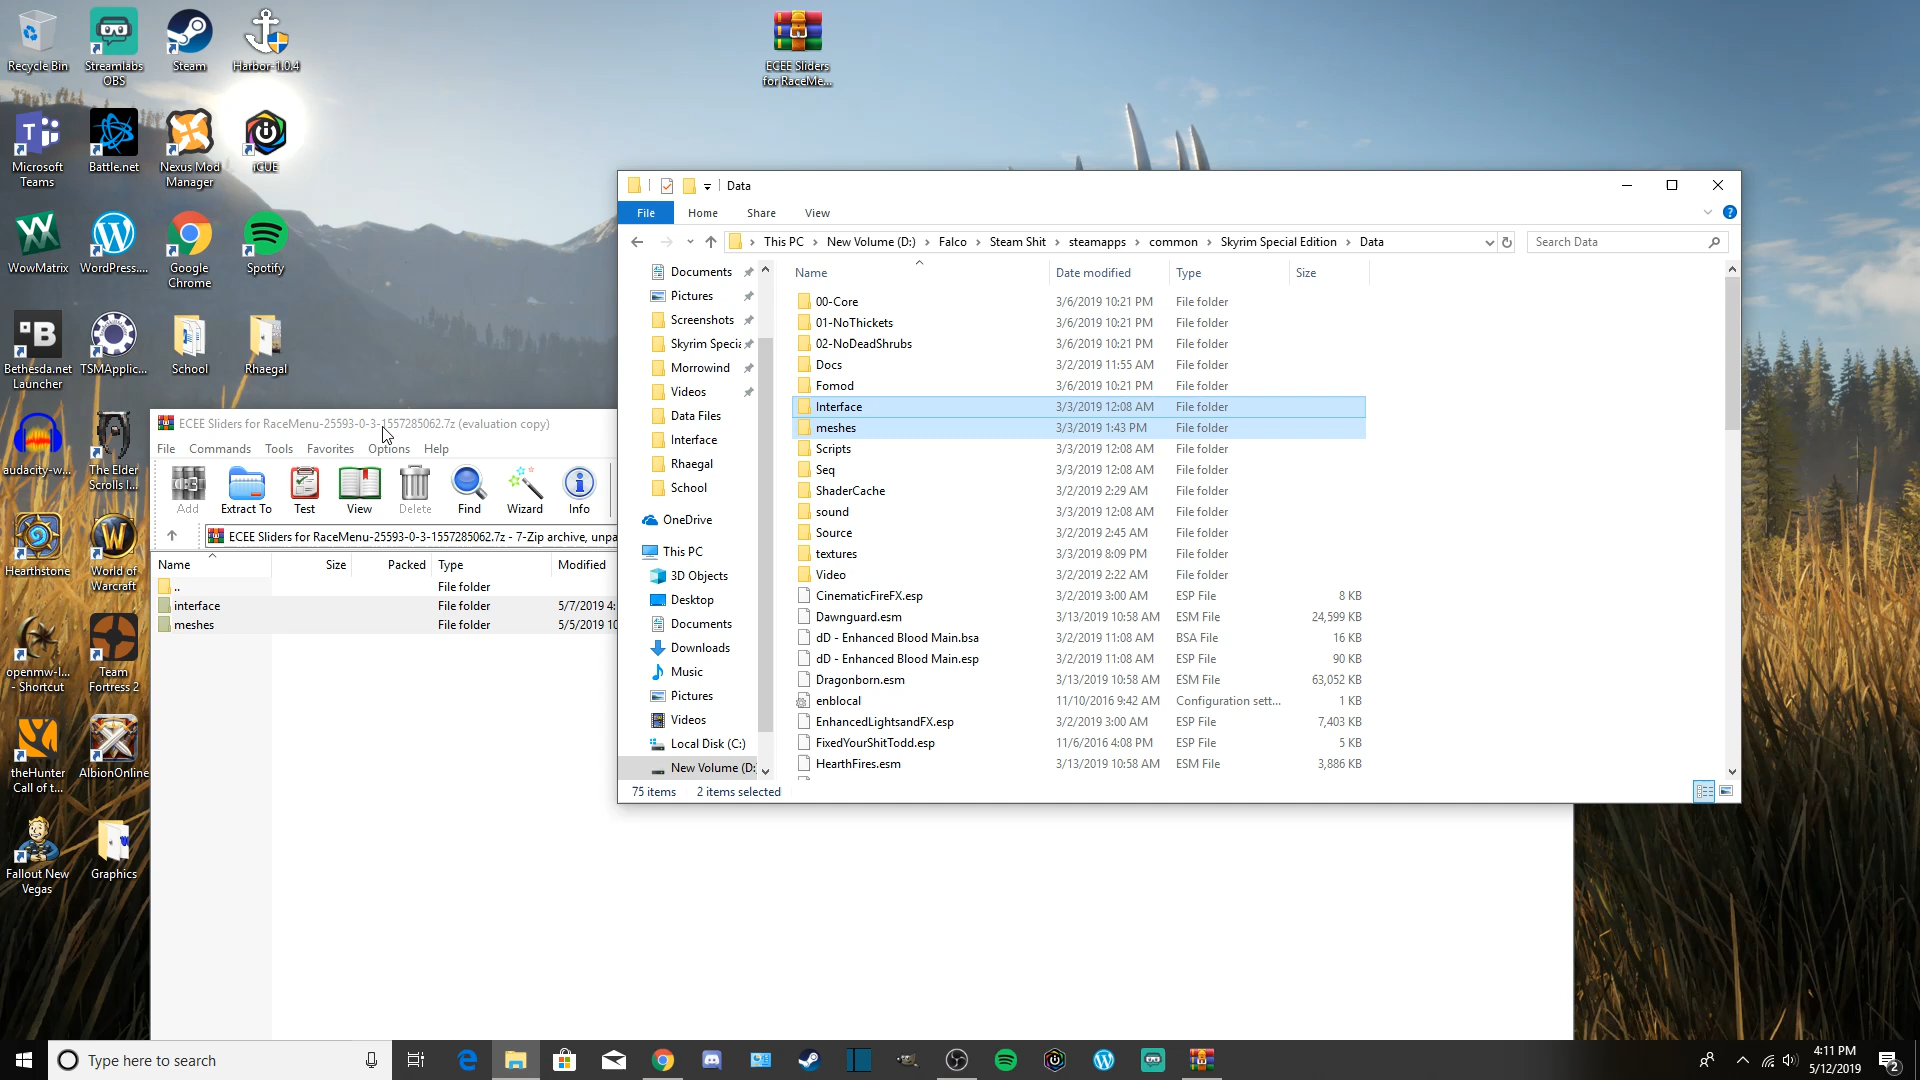 Recycle Bin
Streamlabs
OBS
Steam
Harbor-1.0.4
ECEE Sliders
for RaceMe...
Microsoft
Teams
Battle.net
Nexus Mod
Manager
iCUE
WowMatrix
WordPress....
Google
Chrome
Spotify
Bethesda.net
Launcher
TSMApplic...
School
Rhaegal
audacity-w...
The Elder
Scrolls I...
Hearthstone
World of
Warcraft
openmw-l...
- Shortcut
Team
Fortress 2
theHunter
Call of t...
AlbionOnline
Fallout New
Vegas
Graphics
ECEE Sliders for RaceMenu-25593-0-3-1557285062.7z (evaluation copy)
File Commands Tools Favorites Options Help
Add Extract To Test View Delete Find Wizard Info
ECEE Sliders for RaceMenu-25593-0-3-1557285062.7z - 7-Zip archive, unpa
Name Size Packed Type Modified
.. File folder
interface File folder 5/7/2019 4:
meshes File folder 5/5/2019 10
Data
File Home Share View
This PC New Volume (D:) Falco Steam Shit steamapps common Skyrim Special Edition Data
Search Data
Documents
Pictures
Screenshots
Skyrim Specia
Morrowind
Videos
Data Files
Interface
Rhaegal
School
OneDrive
This PC
3D Objects
Desktop
Documents
Downloads
Music
Pictures
Videos
Local Disk (C:)
New Volume (D:
Name Date modified Type Size
00-Core 3/6/2019 10:21 PM File folder
01-NoThickets 3/6/2019 10:21 PM File folder
02-NoDeadShrubs 3/6/2019 10:21 PM File folder
Docs 3/2/2019 11:55 AM File folder
Fomod 3/6/2019 10:21 PM File folder
Interface 3/3/2019 12:08 AM File folder
meshes 3/3/2019 1:43 PM File folder
Scripts 3/3/2019 12:08 AM File folder
Seq 3/3/2019 12:08 AM File folder
ShaderCache 3/2/2019 2:29 AM File folder
sound 3/3/2019 12:08 AM File folder
Source 3/2/2019 2:45 AM File folder
textures 3/3/2019 8:09 PM File folder
Video 3/2/2019 2:22 AM File folder
CinematicFireFX.esp 3/2/2019 3:00 AM ESP File 8 KB
Dawnguard.esm 3/13/2019 10:58 AM ESM File 24,599 KB
dD - Enhanced Blood Main.bsa 3/2/2019 11:08 AM BSA File 16 KB
dD - Enhanced Blood Main.esp 3/2/2019 11:08 AM ESP File 90 KB
Dragonborn.esm 3/13/2019 10:58 AM ESM File 63,052 KB
enblocal 11/10/2016 9:42 AM Configuration sett... 1 KB
EnhancedLightsandFX.esp 3/2/2019 3:00 AM ESP File 7,403 KB
FixedYourShitTodd.esp 11/6/2016 4:08 PM ESP File 5 KB
HearthFires.esm 3/13/2019 10:58 AM ESM File 3,886 KB
75 items 2 items selected
Type here to search
4:11 PM
5/12/2019
2